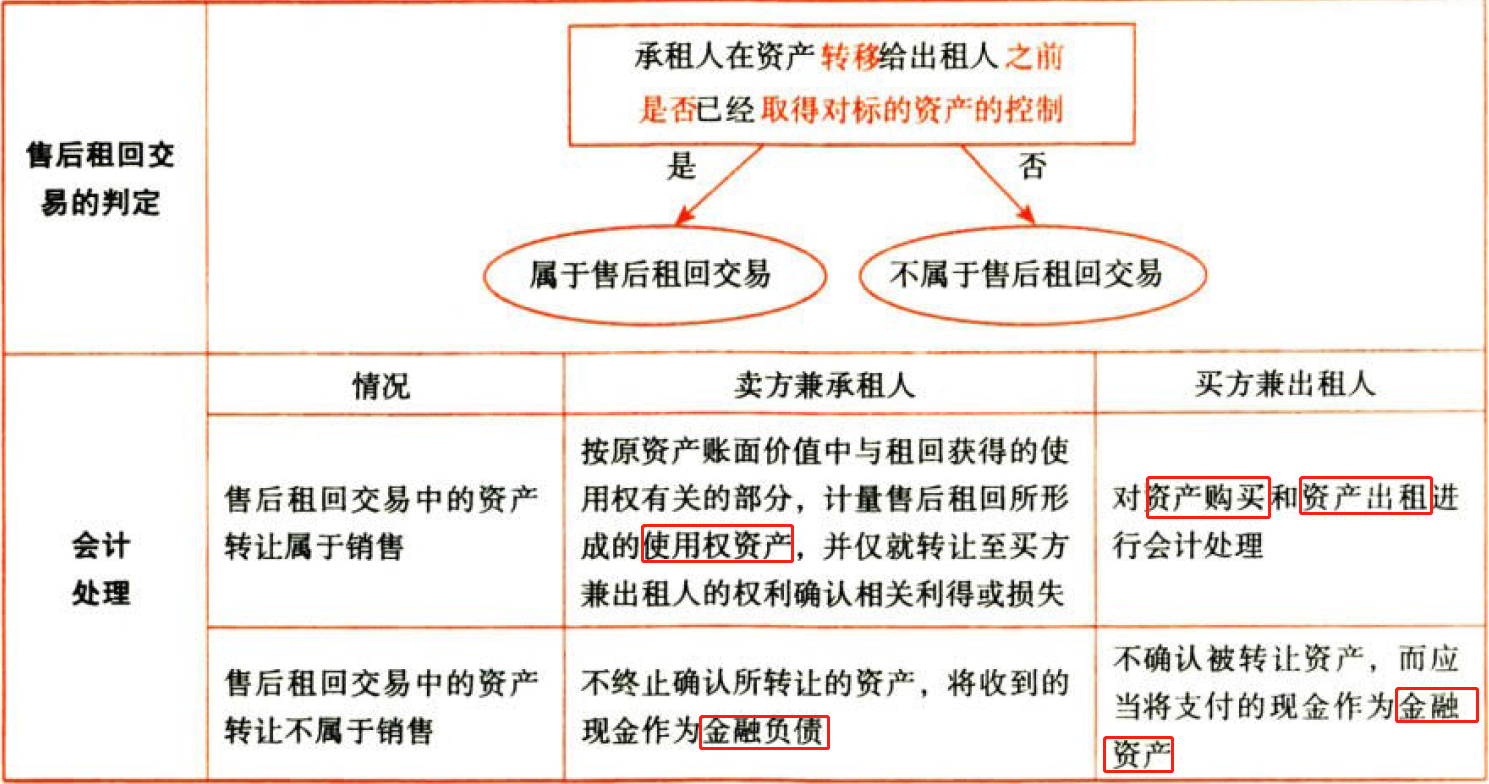 承租人在资产转移给出租人之前
是否已经取得对标的资产的控制
是
否
售后租回交
易的判定
属于售后租回交易
不属于售后租回交易
情况
卖方兼承租人
买方兼出租人
会计
处理
售后租回交易中的资产
转让属于销售
按原资产账面价值中与租回获得的使
用权有关的部分，计量售后租回所形
成的使用权资产，并仅就转让至买方
兼出租人的权利确认相关利得或损失
对资产购买和资产出租进
行会计处理
售后租回交易中的资产
转让不属于销售
不终止确认所转让的资产，将收到的
现金作为金融负债
不确认被转让资产，而应
当将支付的现金作为金融
资产